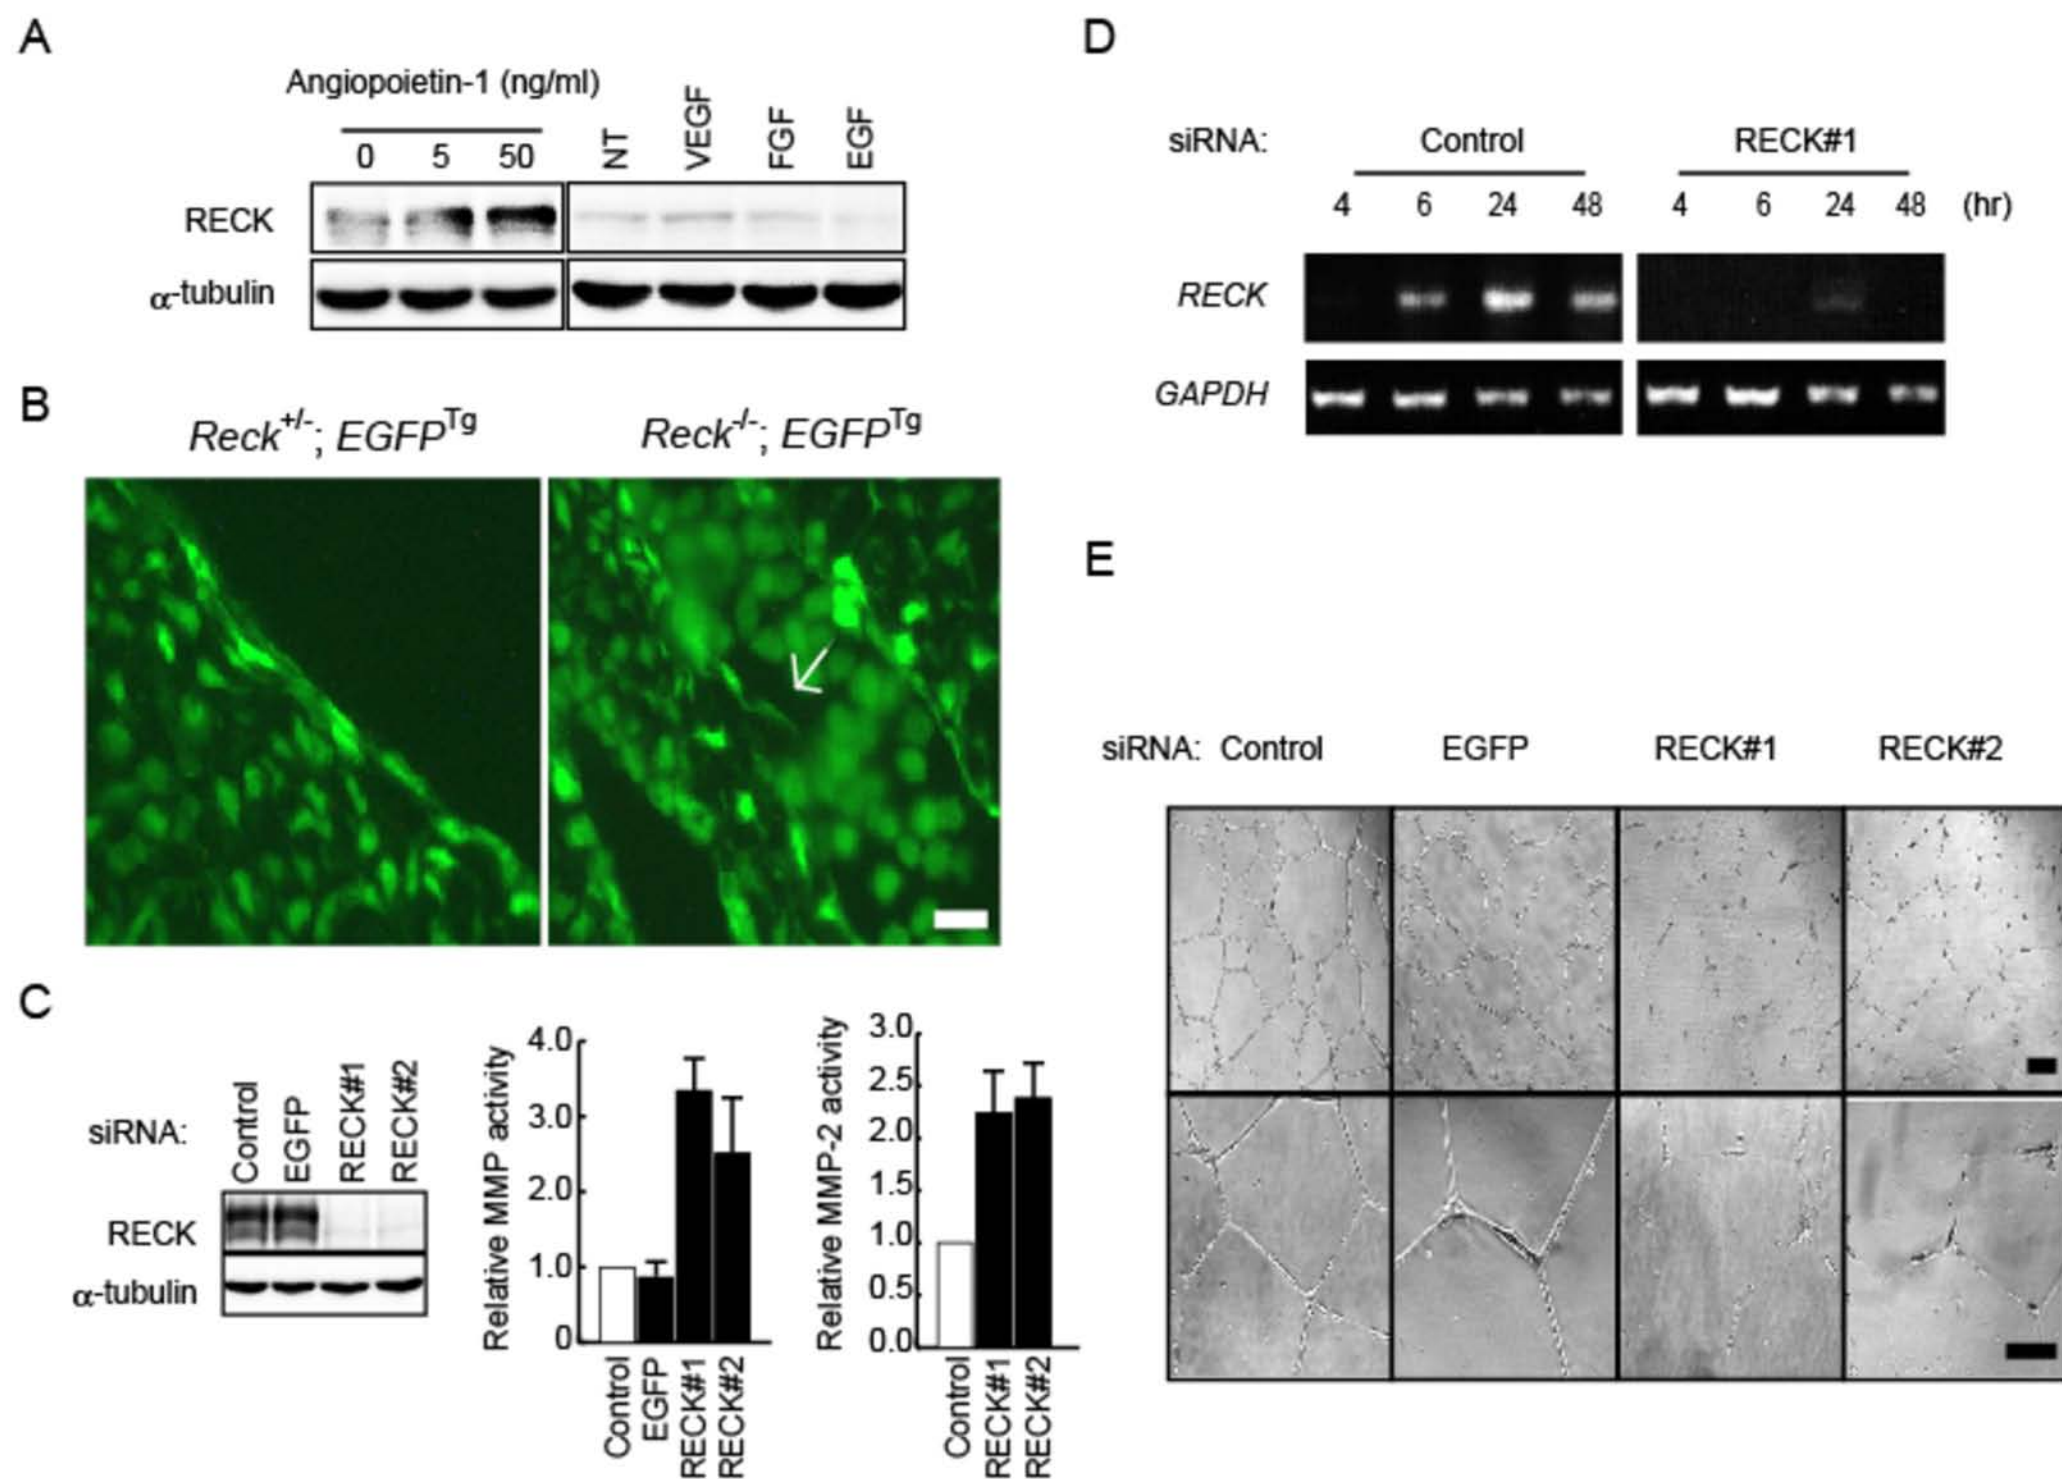 A
Angiopoietin-1 (ng/ml)
0 5 50 NT VEGF FGF EGF
RECK
α-tubulin
B
Reck+/-; EGFPTg
Reck-/-; EGFPTg
C
siRNA: Control EGFP RECK#1 RECK#2
RECK
α-tubulin
Relative MMP activity
4.0
3.0
2.0
1.0
0
Control EGFP RECK#1 RECK#2
Relative MMP-2 activity
3.0
2.5
2.0
1.5
1.0
0.5
0.0
Control RECK#1 RECK#2
D
siRNA: Control RECK#1
4 6 24 48 4 6 24 48 (hr)
RECK
GAPDH
E
siRNA: Control EGFP RECK#1 RECK#2